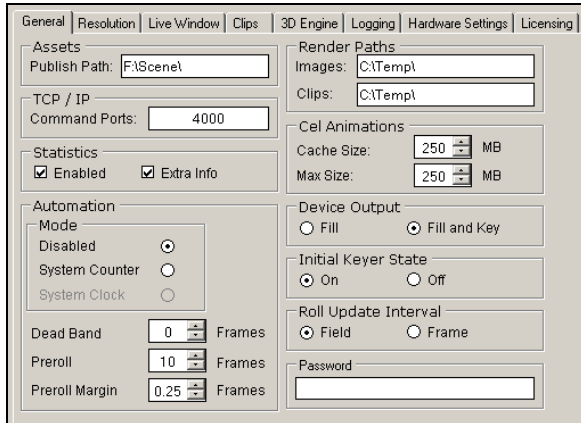 General Resolution Live Window Clips 3D Engine Logging Hardware Settings Licensing
Assets
Publish Path: F:\Scene\
TCP / IP
Command Ports: 4000
Statistics
Enabled Extra Info
Automation
Mode
Disabled
System Counter
System Clock
Dead Band 0 Frames
Preroll 10 Frames
Preroll Margin 0.25 Frames
Render Paths
Images: C:\Temp\
Clips: C:\Temp\
Cel Animations
Cache Size: 250 MB
Max Size: 250 MB
Device Output
Fill Fill and Key
Initial Keyer State
On Off
Roll Update Interval
Field Frame
Password